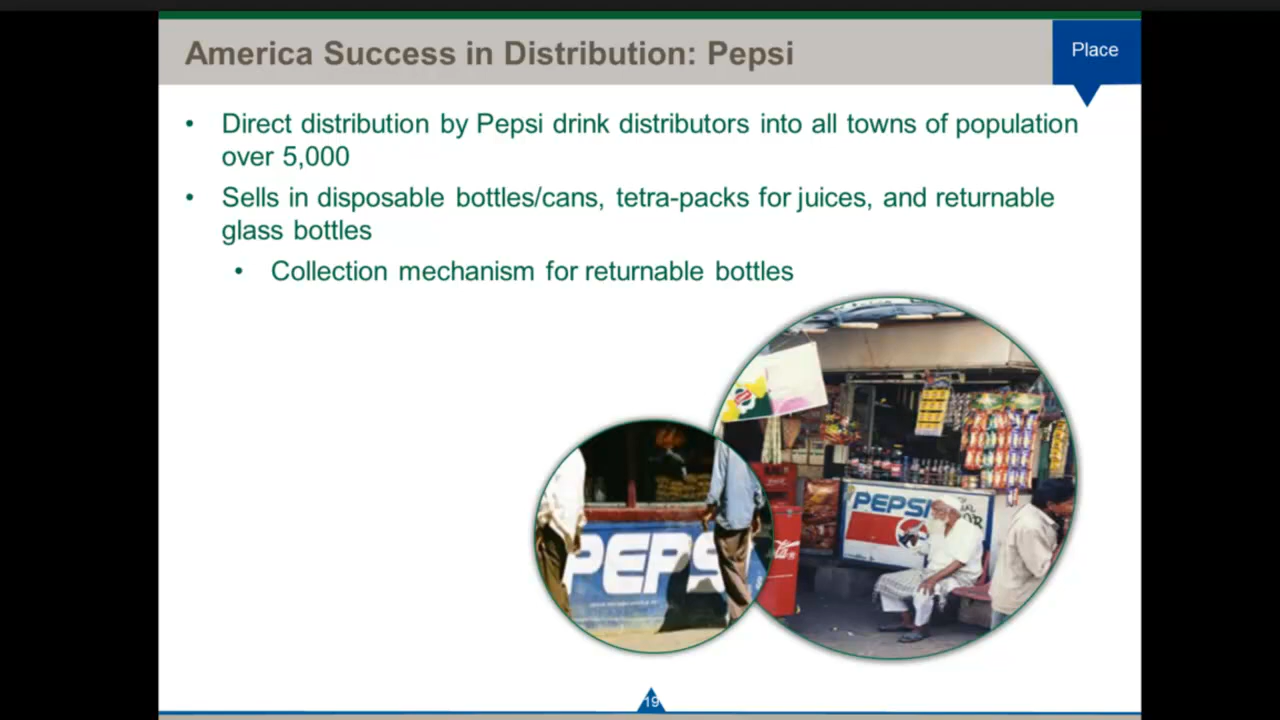 America Success in Distribution: Pepsi
Place
• Direct distribution by Pepsi drink distributors into all towns of population
over 5,000
• Sells in disposable bottles/cans, tetra-packs for juices, and returnable
glass bottles
• Collection mechanism for returnable bottles
PEPSI
PEPS
19